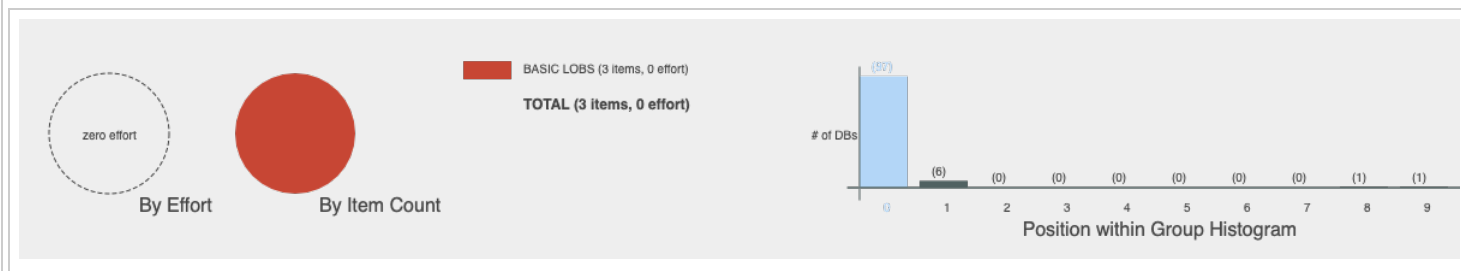 zero effort
By Effort
By Item Count
BASIC LOBS (3 items, 0 effort)
TOTAL (3 items, 0 effort)
# of DBs
(97)
(6)
(0)
(0)
(0)
(0)
(0)
(0)
(1)
(1)
0 1 2 3 4 5 6 7 8 9
Position within Group Histogram